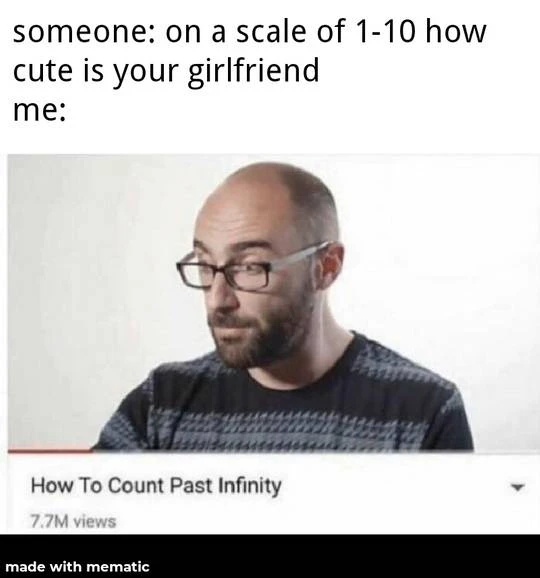 someone: on a scale of 1-10 how
cute is your girlfriend
me:
How To Count Past Infinity
7.7M views
made with mematic